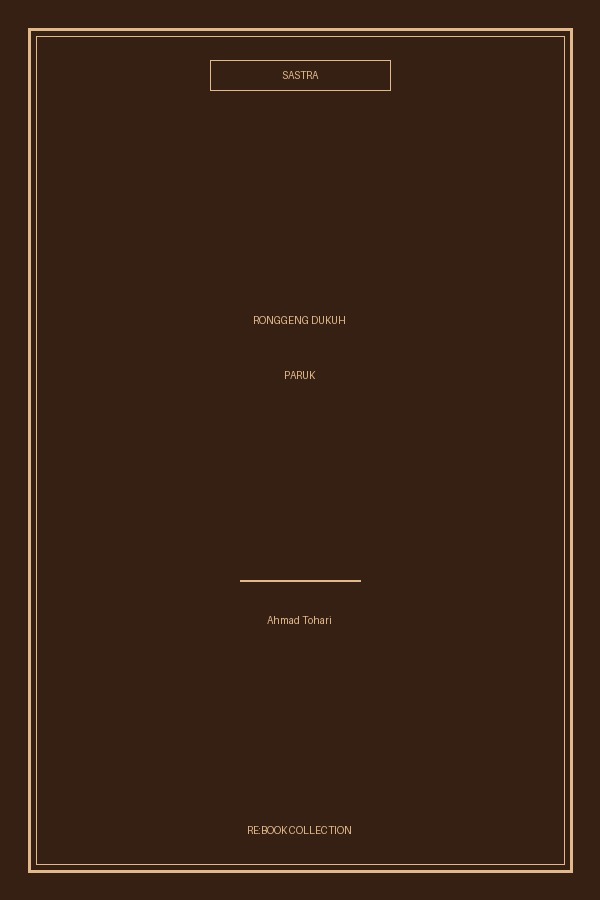 SASTRA
RONGGENG DUKUH
PARUK
Ahmad Tohari
RE:BOOK COLLECTION